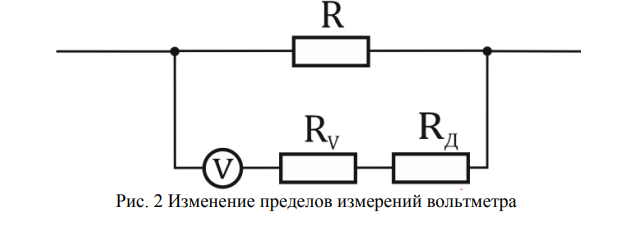 R
R_V R_Д
V
Рис. 2 Изменение пределов измерений вольтметра